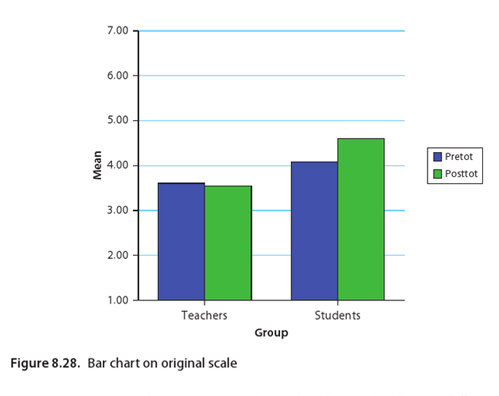 7.00
6.00
5.00
4.00
3.00
2.00
1.00
Mean
Teachers
Students
Group
Pretot
Posttot
Figure 8.28. Bar chart on original scale